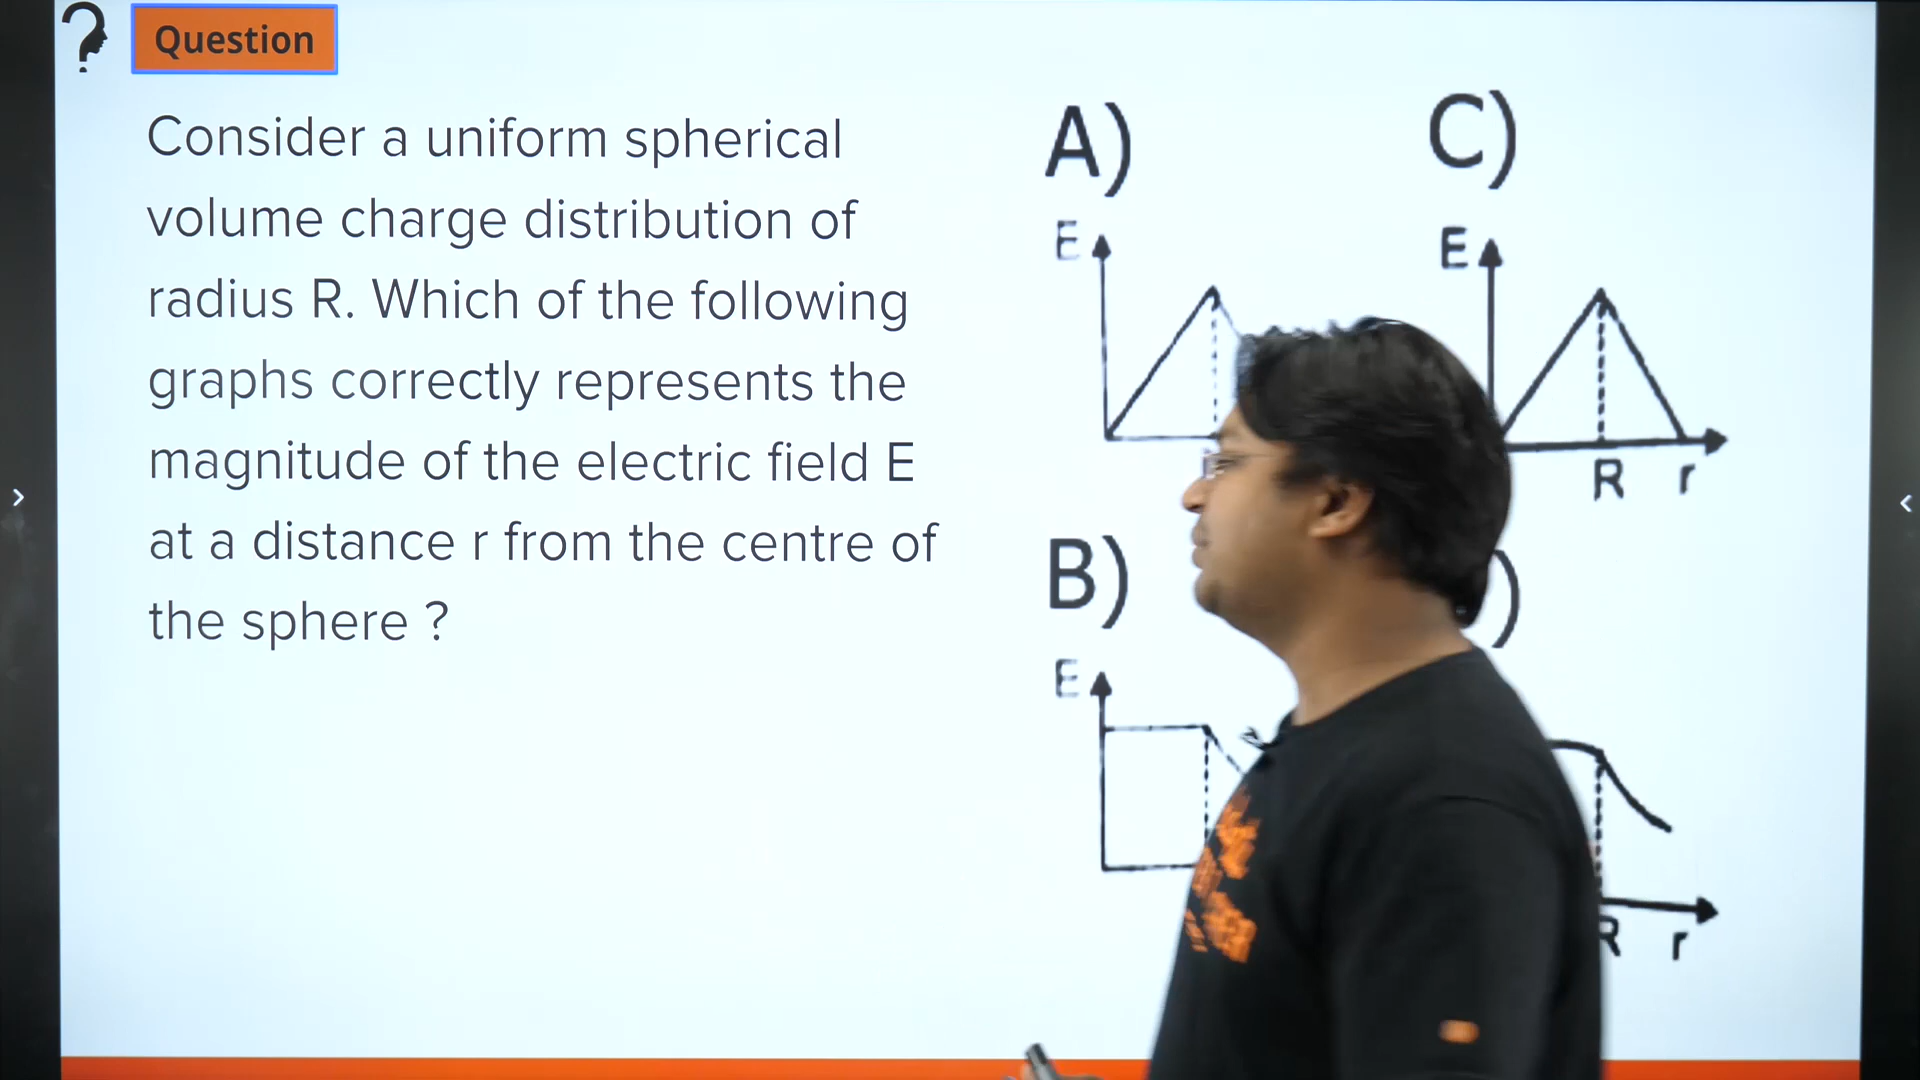 Question
Consider a uniform spherical
volume charge distribution of
radius R. Which of the following
graphs correctly represents the
magnitude of the electric field E
at a distance r from the centre of
the sphere ?
A)
E
C)
E
R r
B)
E
)
R r